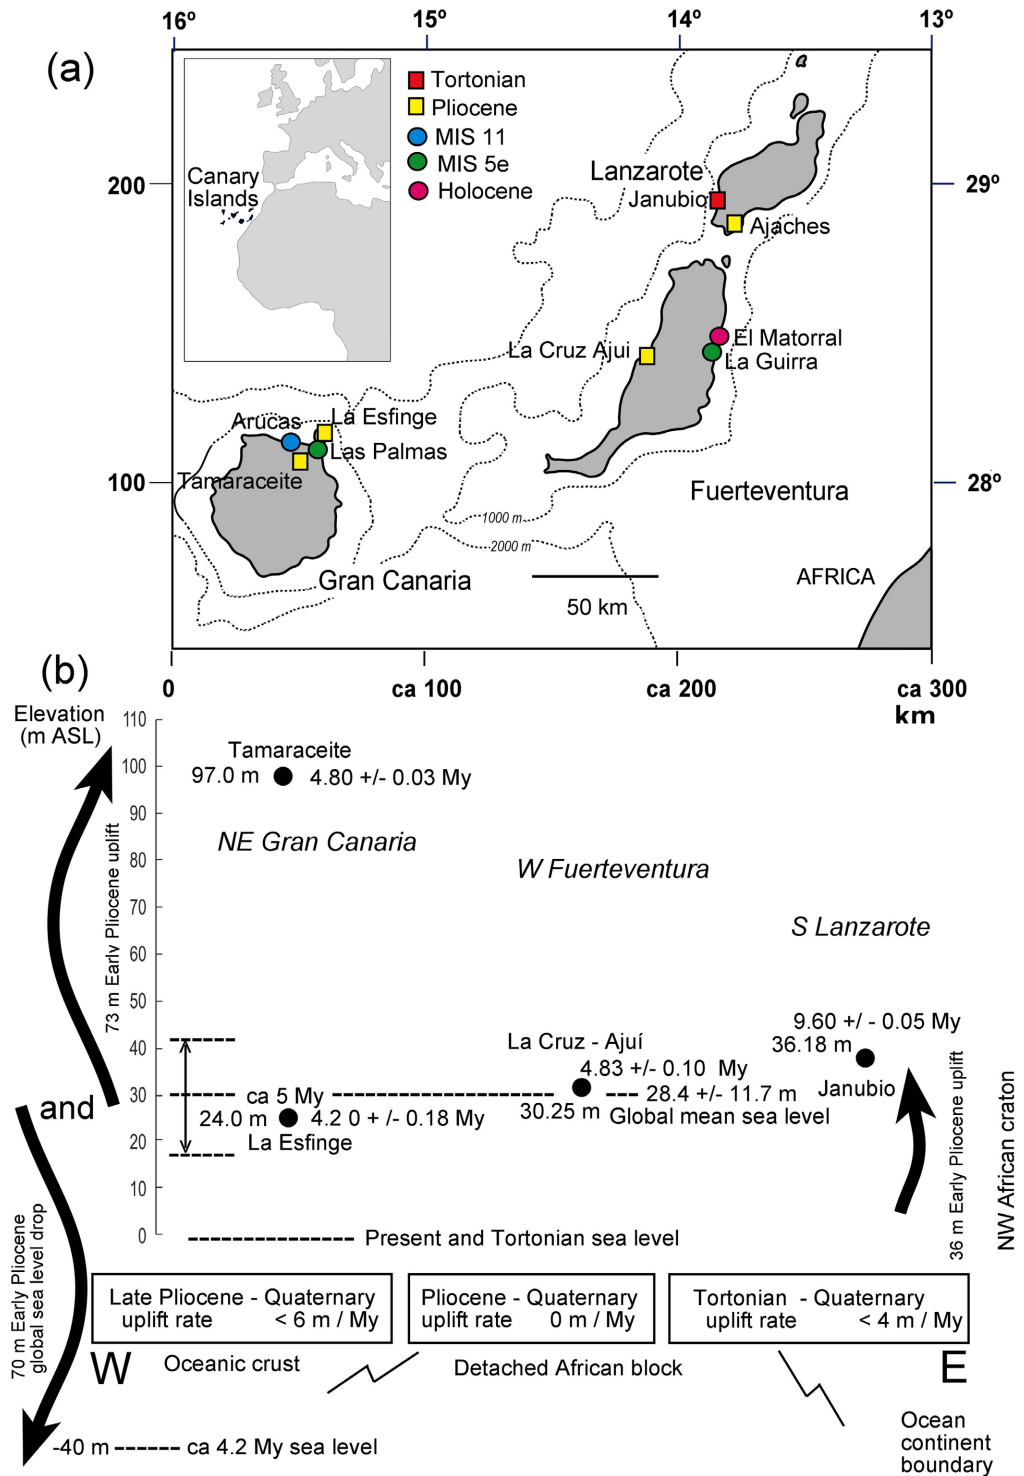 16º 15º 14º 13º
(a)
Tortonian
Pliocene
MIS 11
MIS 5e
Holocene
Canary
Islands
200
29º
Lanzarote
Janubio
Ajaches
La Cruz Ajui
El Matorral
La Guirra
Arucas
La Esfinge
Las Palmas
Tamaraceite
100
28º
Fuerteventura
1000 m
2000 m
Gran Canaria
50 km
AFRICA
(b)
0 ca 100 ca 200 ca 300
km
Elevation
(m ASL)
110
100
90
80
70
60
50
40
30
20
10
0
73 m Early Pliocene uplift
Tamaraceite
97.0 m 4.80 +/- 0.03 My
NE Gran Canaria
W Fuerteventura
S Lanzarote
9.60 + / - 0.05 My
36.18 m
Janubio
La Cruz - Ajuí
4.83 +/- 0.10 My
30.25 m
28.4 +/- 11.7 m
Global mean sea level
and
ca 5 My
24.0 m 4.2 0 +/- 0.18 My
La Esfinge
36 m Early Pliocene uplift
NW African craton
70 m Early Pliocene
global sea level drop
Present and Tortonian sea level
Late Pliocene - Quaternary
uplift rate < 6 m / My
Pliocene - Quaternary
uplift rate 0 m / My
Tortonian - Quaternary
uplift rate < 4 m / My
W
Oceanic crust
Detached African block
E
Ocean
continent
boundary
-40 m ca 4.2 My sea level